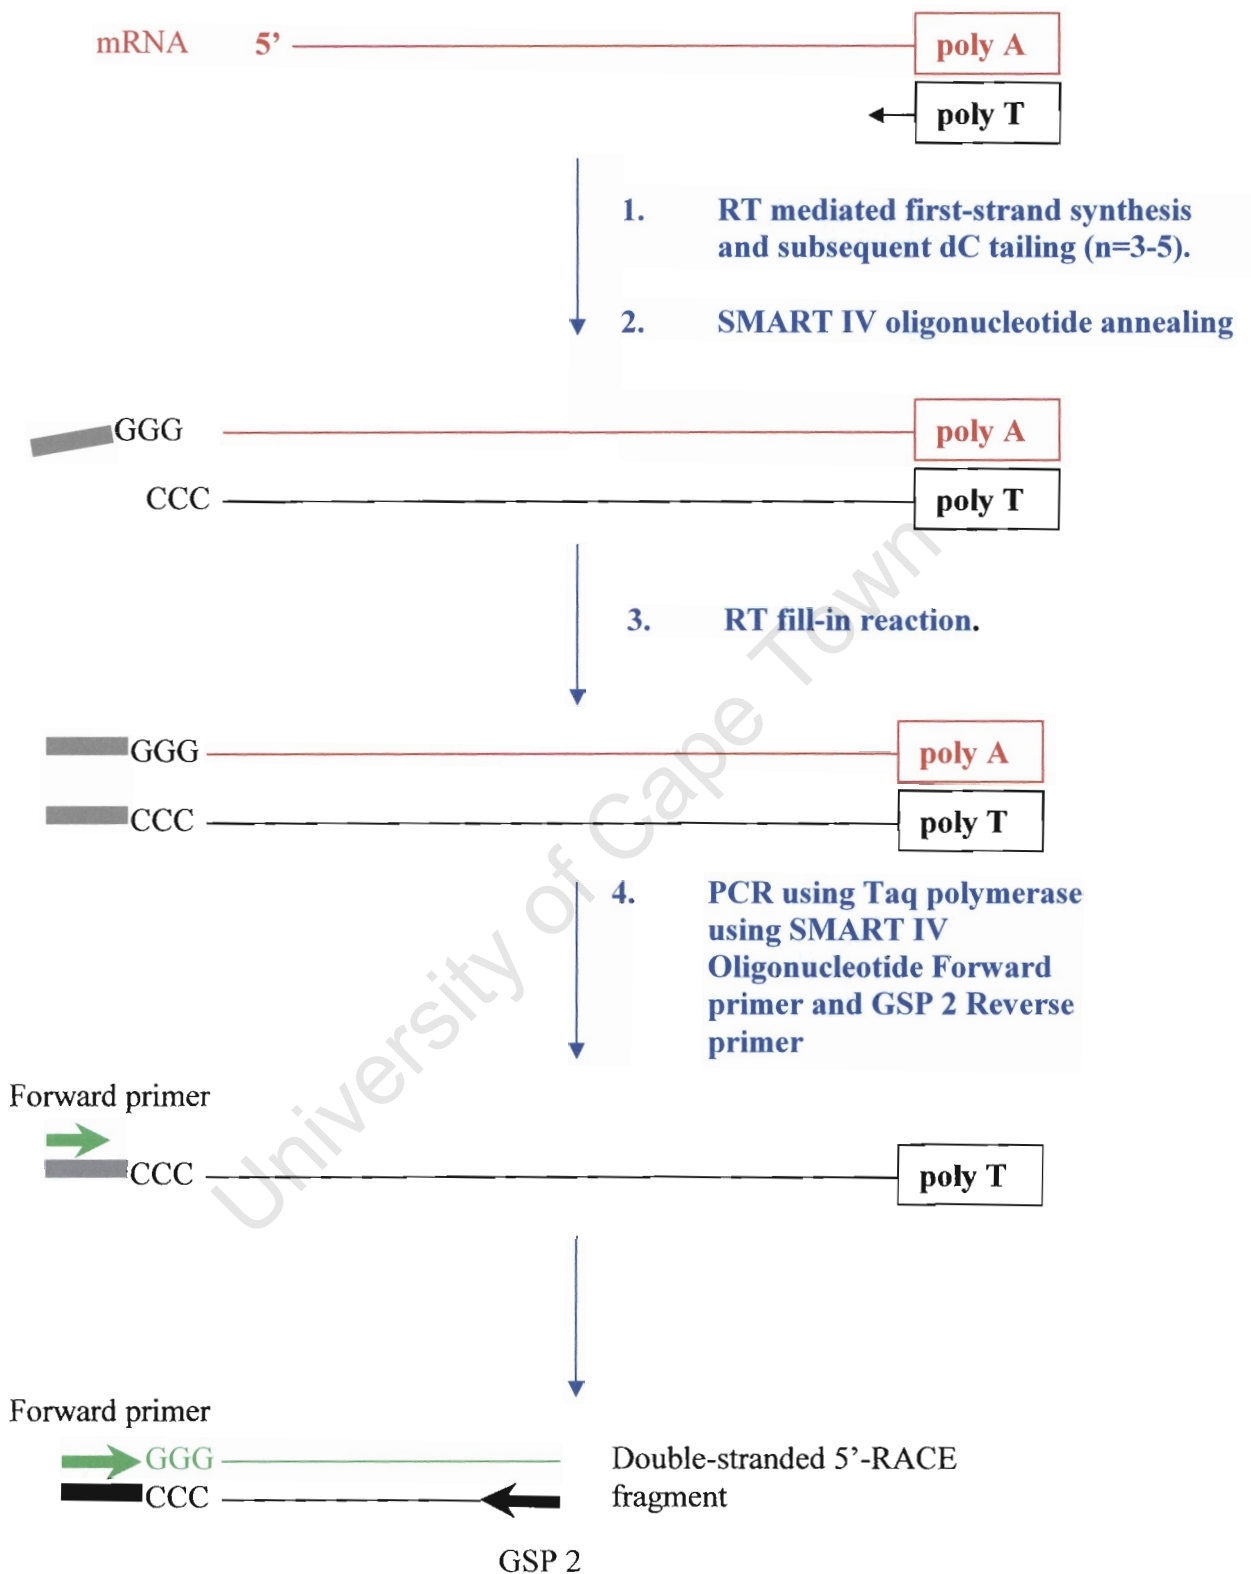 mRNA 5’ poly A
poly T
1. RT mediated first-strand synthesis
and subsequent dC tailing (n=3-5).
2. SMART IV oligonucleotide annealing
GGG poly A
CCC poly T
3. RT fill-in reaction.
GGG poly A
CCC poly T
4. PCR using Taq polymerase
using SMART IV
Oligonucleotide Forward
primer and GSP 2 Reverse
primer
Forward primer
CCC poly T
Forward primer
GGG Double-stranded 5’-RACE
CCC fragment
GSP 2
University of Cape Town